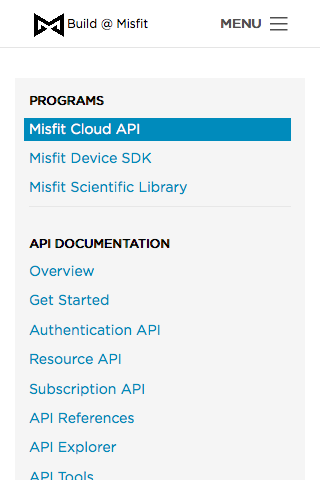 Build @ Misfit
MENU
PROGRAMS
Misfit Cloud API
Misfit Device SDK
Misfit Scientific Library
API DOCUMENTATION
Overview
Get Started
Authentication API
Resource API
Subscription API
API References
API Explorer
API Tools